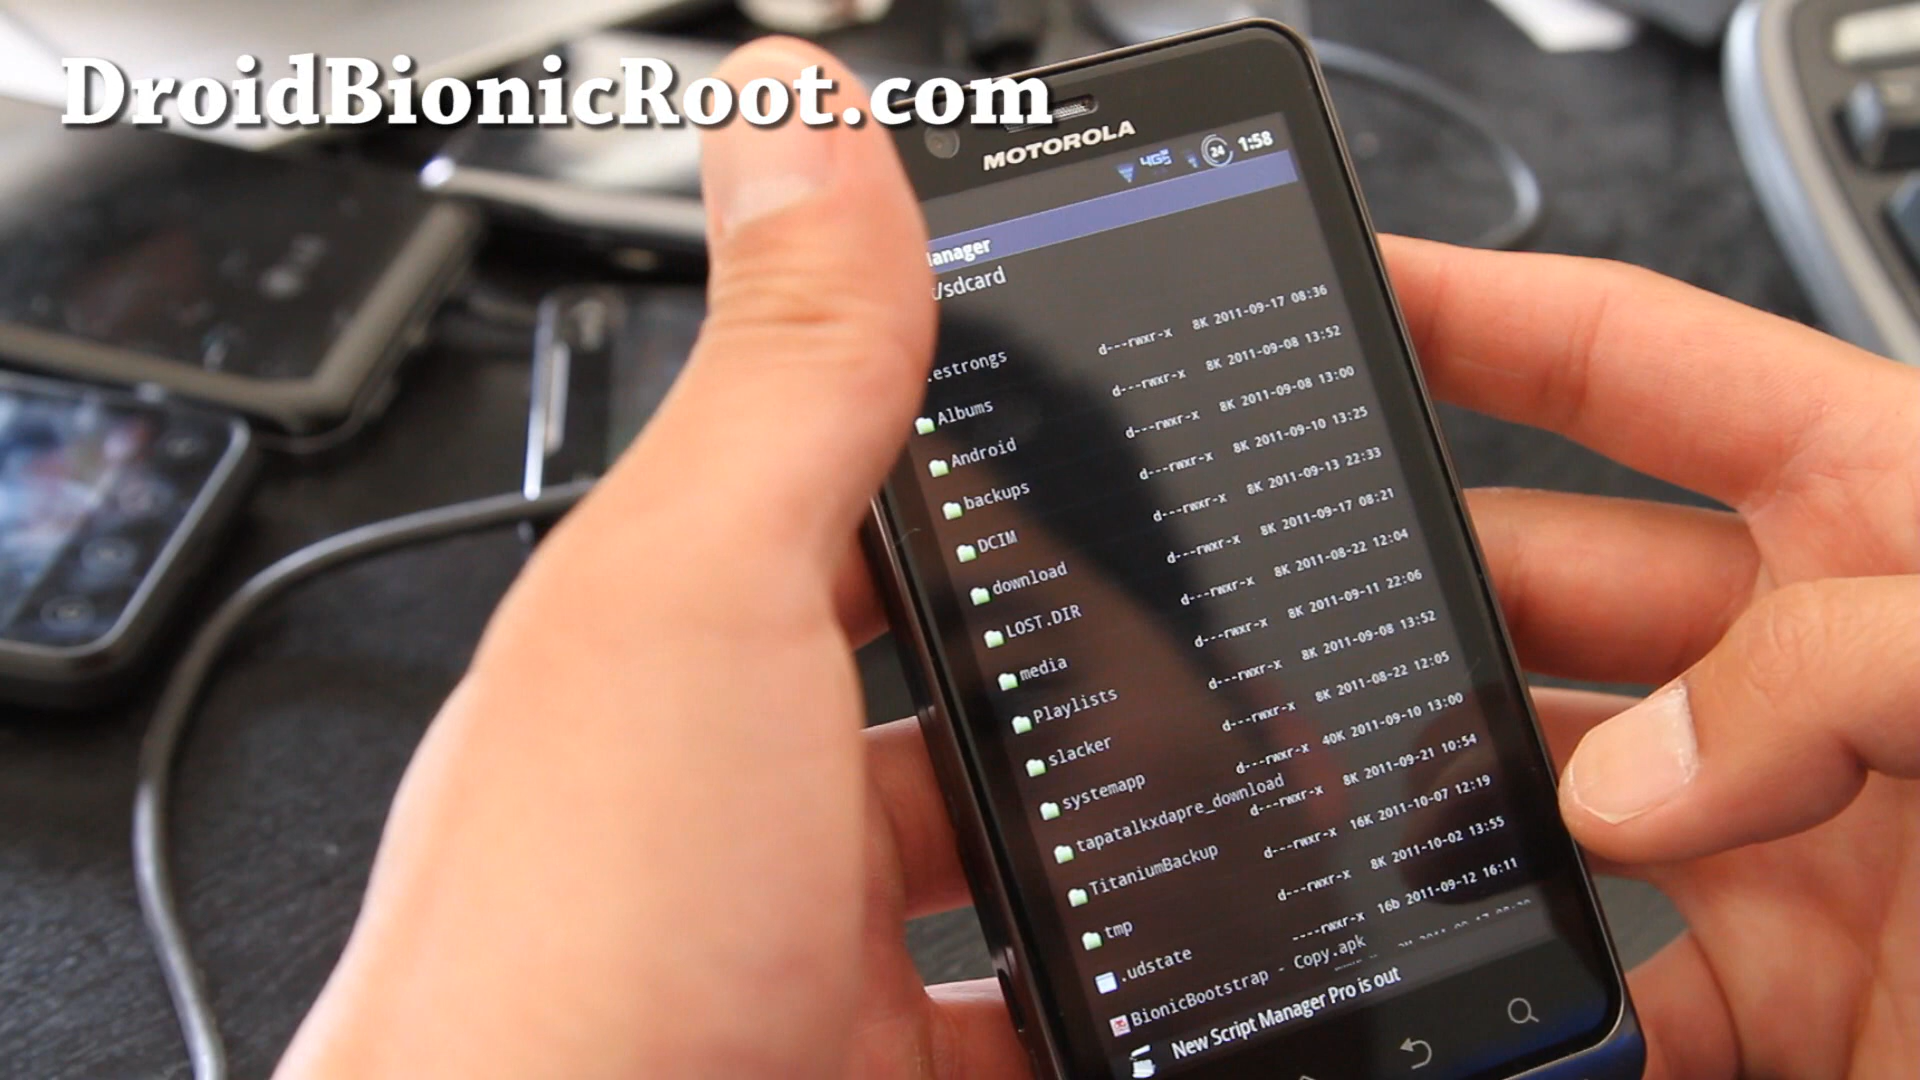 DroidBionicRoot.com
MOTOROLA
4G 24 1:58
anager
t/sdcard
.estrongs
d---rwxr-x 8K 2011-09-17 08:36
Albums
d---rwxr-x 8K 2011-09-08 13:52
Android
d---rwxr-x 8K 2011-09-08 13:00
backups
d---rwxr-x 8K 2011-09-10 13:25
DCIM
d---rwxr-x 8K 2011-09-13 22:33
download
d---rwxr-x 8K 2011-09-17 08:21
LOST.DIR
d---rwxr-x 8K 2011-08-22 12:04
media
d---rwxr-x 8K 2011-09-11 22:06
Playlists
d---rwxr-x 8K 2011-09-08 13:52
slacker
d---rwxr-x 8K 2011-08-22 12:05
systemapp
d---rwxr-x 40K 2011-09-10 13:00
tapatalkxdapre_download
d---rwxr-x 8K 2011-09-21 10:54
TitaniumBackup
d---rwxr-x 16K 2011-10-07 12:19
tmp
d---rwxr-x 8K 2011-10-02 13:55
.udstate
----rwxr-x 16b 2011-09-12 16:11
BionicBootstrap - Copy.apk
New Script Manager Pro is out